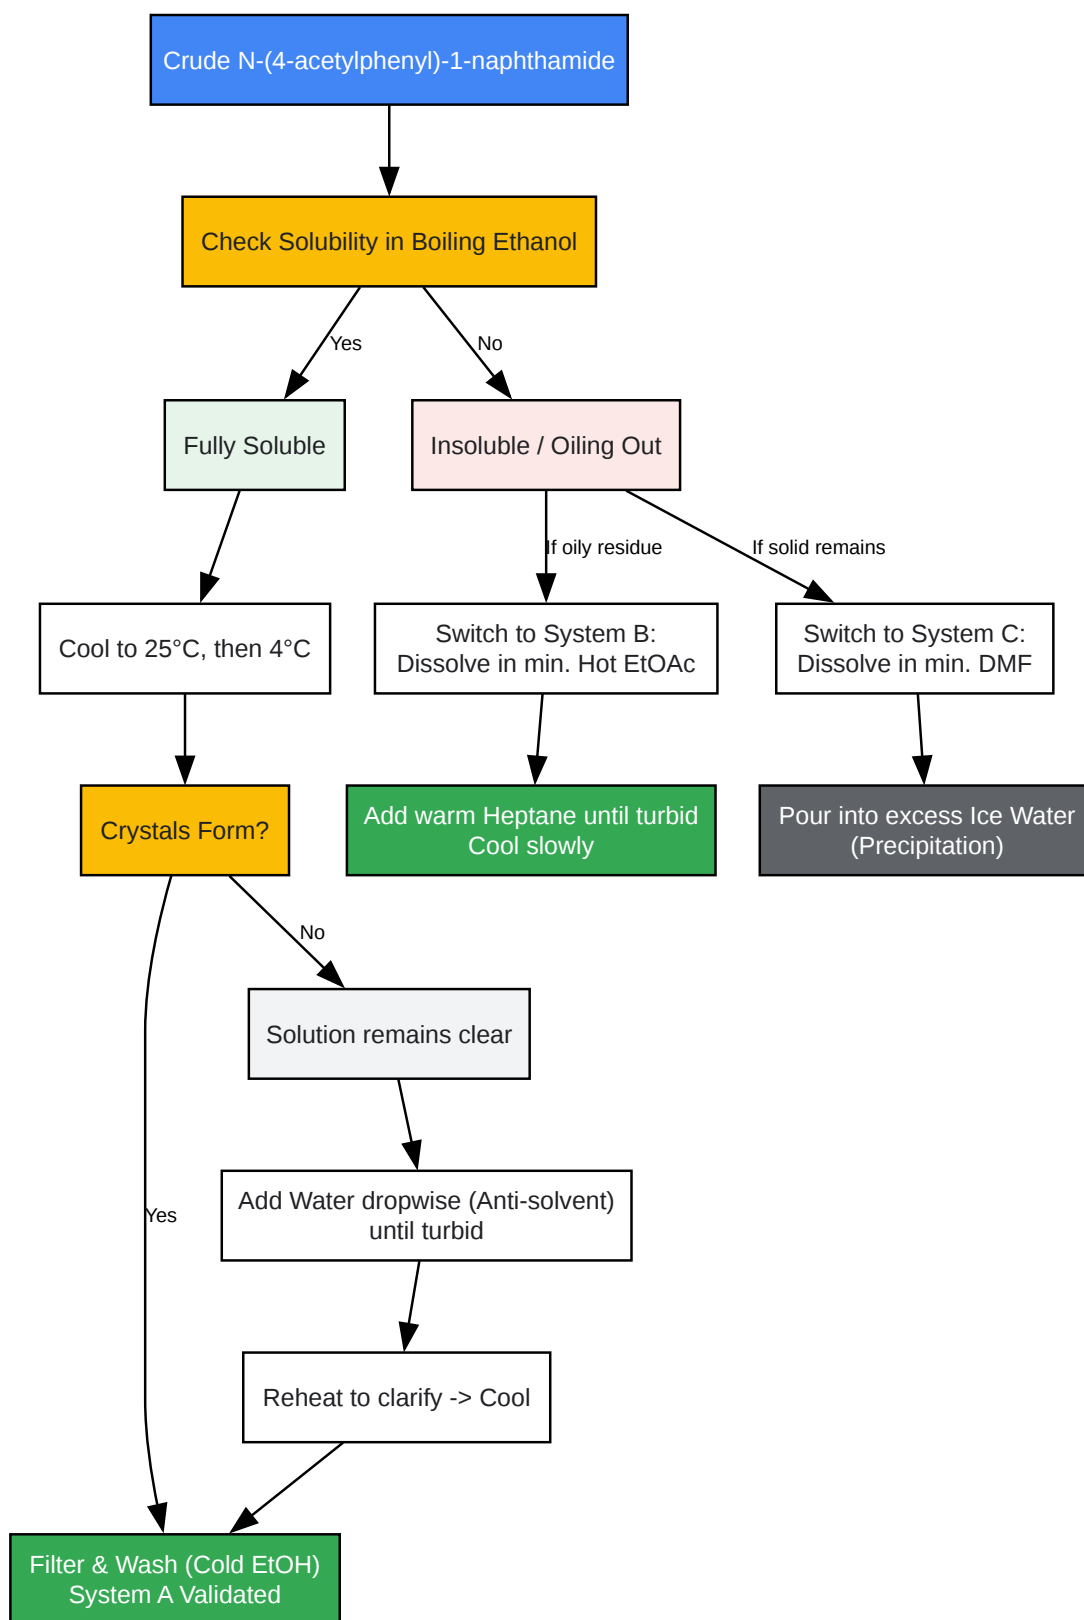 Crude N-(4-acetylphenyl)-1-naphthamide
Check Solubility in Boiling Ethanol
Yes
No
Fully Soluble
Insoluble / Oiling Out
If oily residue
If solid remains
Cool to 25°C, then 4°C
Switch to System B:
Dissolve in min. Hot EtOAc
Switch to System C:
Dissolve in min. DMF
Crystals Form?
Add warm Heptane until turbid
Cool slowly
Pour into excess Ice Water
(Precipitation)
No
Solution remains clear
Add Water dropwise (Anti-solvent)
until turbid
Yes
Reheat to clarify -> Cool
Filter & Wash (Cold EtOH)
System A Validated